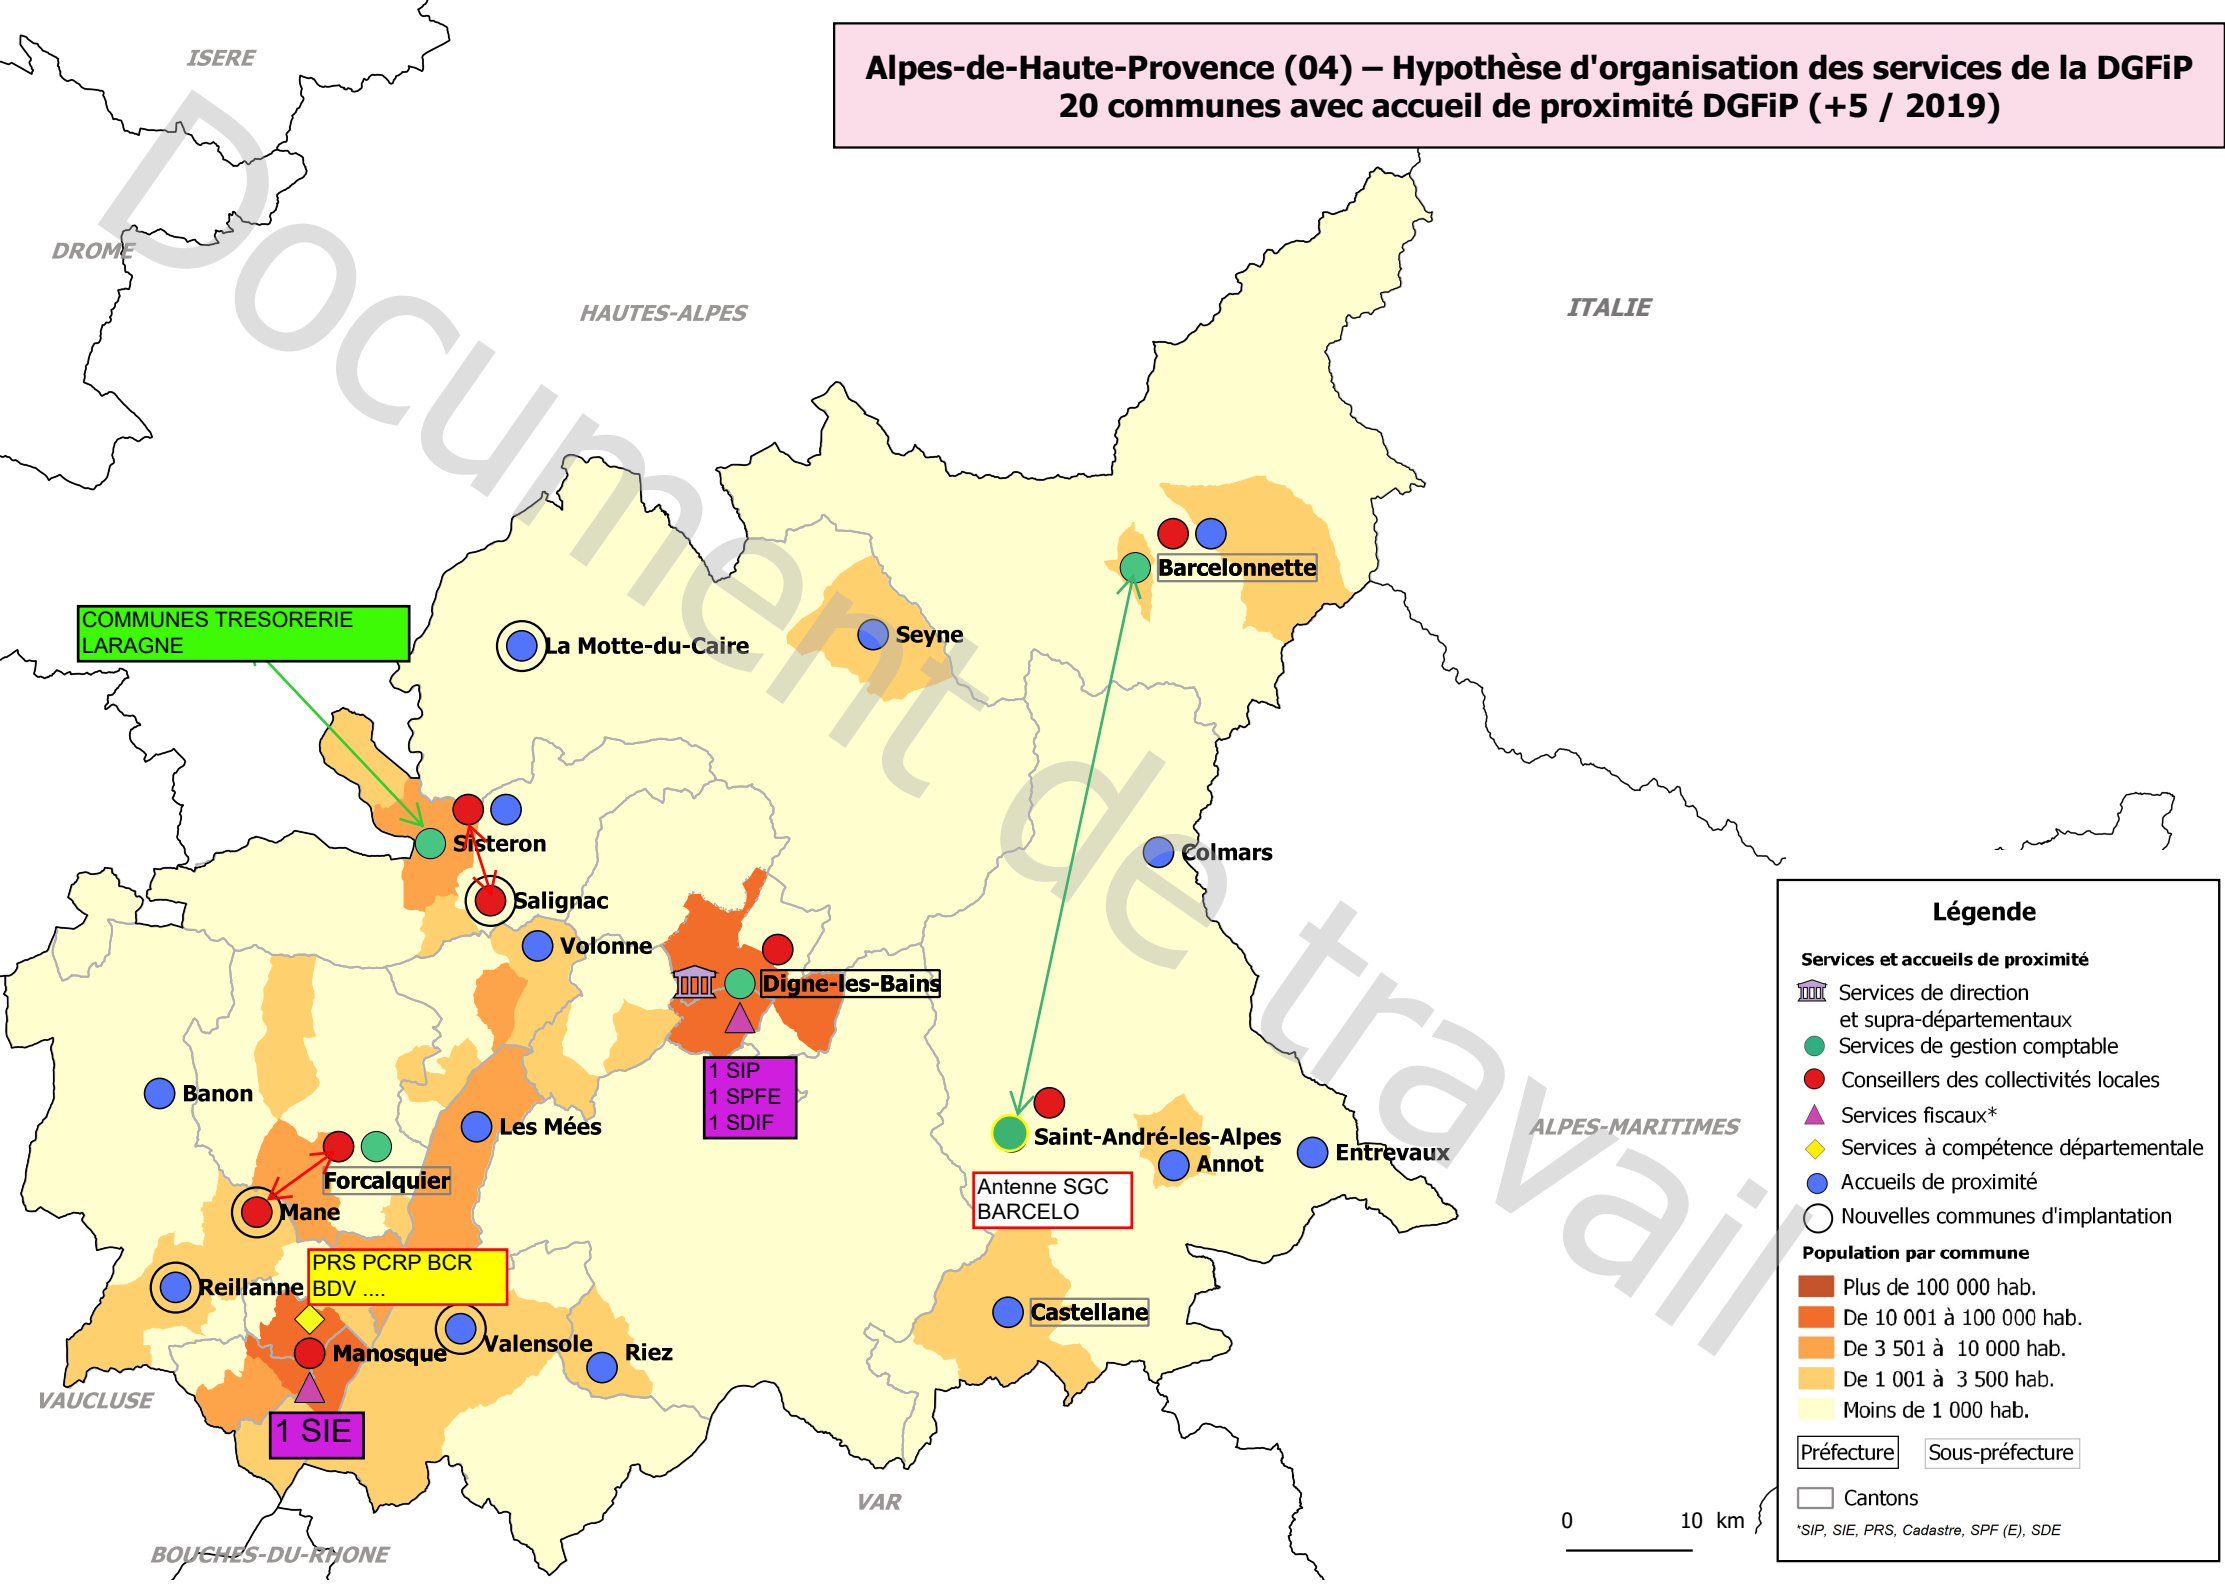 Alpes-de-Haute-Provence (04) – Hypothèse d'organisation des services de la DGFiP
20 communes avec accueil de proximité DGFiP (+5 / 2019)
Document de travail
ISERE
DROME
HAUTES-ALPES
ITALIE
COMMUNES TRESORERIE
LARAGNE
Barcelonnette
La Motte-du-Caire
Seyne
Sisteron
Colmars
Salignac
Volonne
Digne-les-Bains
1 SIP
1 SPFE
1 SDIF
Banon
Les Mées
Saint-André-les-Alpes
Annot
Entrevaux
ALPES-MARITIMES
Antenne SGC
BARCELO
Forcalquier
Mane
Reillanne
PRS PCRP BCR
BDV ....
Manosque
Valensole
Riez
Castellane
1 SIE
VAUCLUSE
VAR
BOUCHES-DU-RHONE
0 10 km
Légende
Services et accueils de proximité
Services de direction
et supra-départementaux
Services de gestion comptable
Conseillers des collectivités locales
Services fiscaux*
Services à compétence départementale
Accueils de proximité
Nouvelles communes d'implantation
Population par commune
Plus de 100 000 hab.
De 10 001 à 100 000 hab.
De 3 501 à 10 000 hab.
De 1 001 à 3 500 hab.
Moins de 1 000 hab.
Préfecture Sous-préfecture
Cantons
*SIP, SIE, PRS, Cadastre, SPF (E), SDE